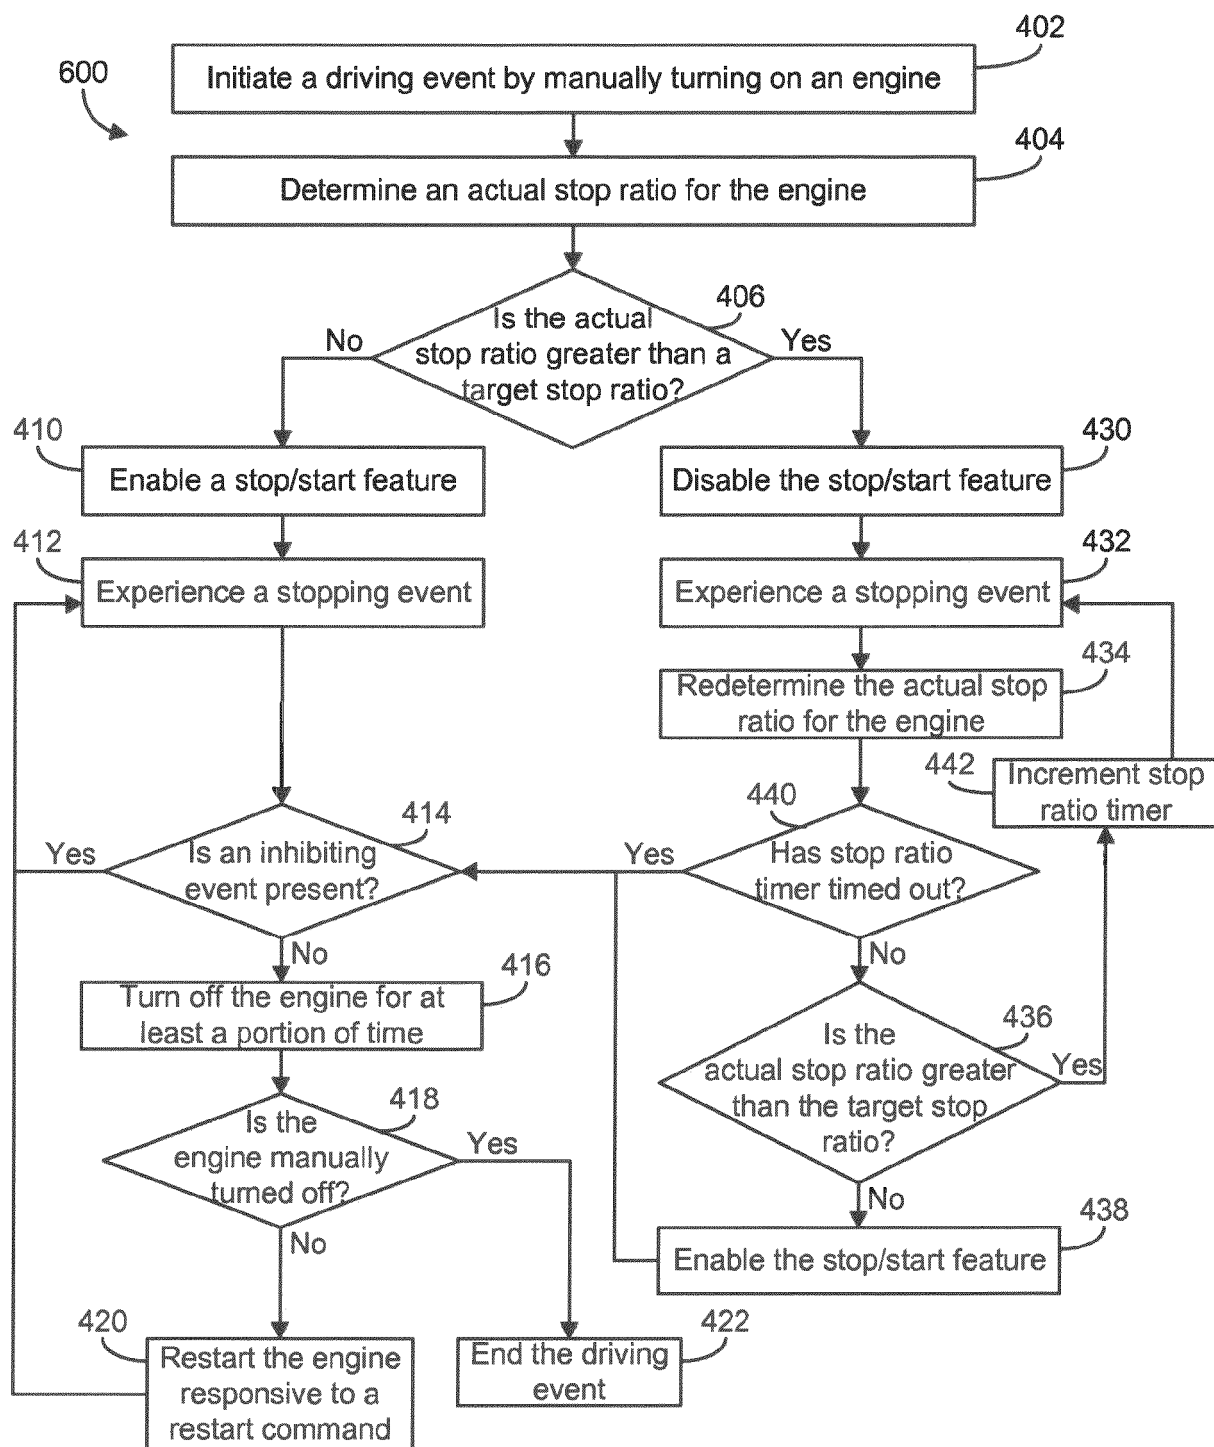 402
600
Initiate a driving event by manually turning on an engine
404
Determine an actual stop ratio for the engine
406
Is the actual
stop ratio greater than a
target stop ratio?
No
Yes
410
Enable a stop/start feature
430
Disable the stop/start feature
412
Experience a stopping event
432
Experience a stopping event
434
Redetermine the actual stop
ratio for the engine
442
Increment stop
ratio timer
414
Is an inhibiting
event present?
Yes
No
440
Has stop ratio
timer timed out?
Yes
No
416
Turn off the engine for at
least a portion of time
436
Is the
actual stop ratio greater
than the target stop
ratio?
Yes
No
418
Is the
engine manually
turned off?
Yes
No
438
Enable the stop/start feature
420
Restart the engine
responsive to a
restart command
422
End the driving
event